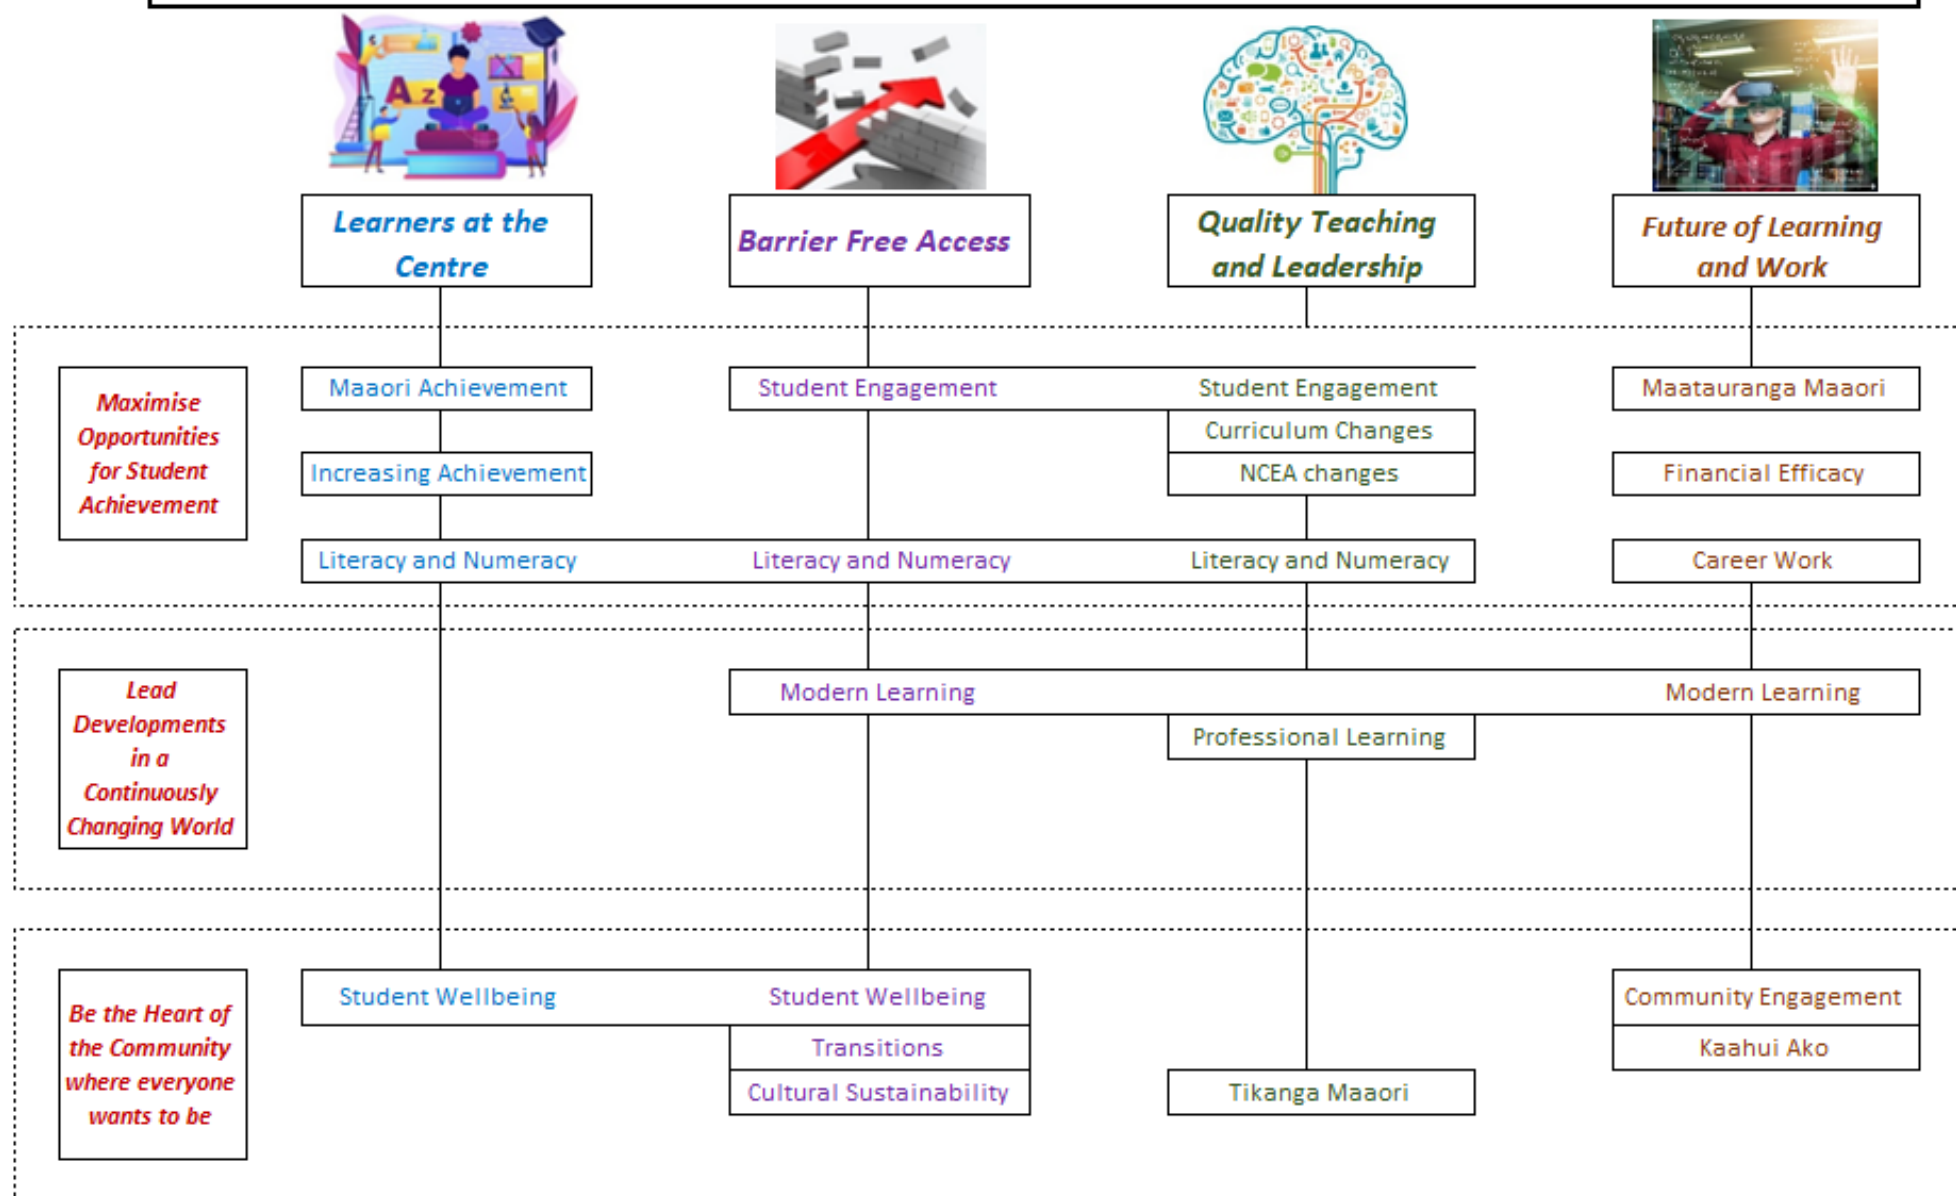 A z
Learners at the
Centre
Barrier Free Access
Quality Teaching
and Leadership
Future of Learning
and Work
Maximise
Opportunities
for Student
Achievement
Maaori Achievement
Student Engagement
Student Engagement
Maatauranga Maaori
Curriculum Changes
Increasing Achievement
NCEA changes
Financial Efficacy
Literacy and Numeracy
Literacy and Numeracy
Literacy and Numeracy
Career Work
Lead
Developments
in a
Continuously
Changing World
Modern Learning
Modern Learning
Professional Learning
Be the Heart of
the Community
where everyone
wants to be
Student Wellbeing
Student Wellbeing
Community Engagement
Transitions
Kaahui Ako
Cultural Sustainability
Tikanga Maaori